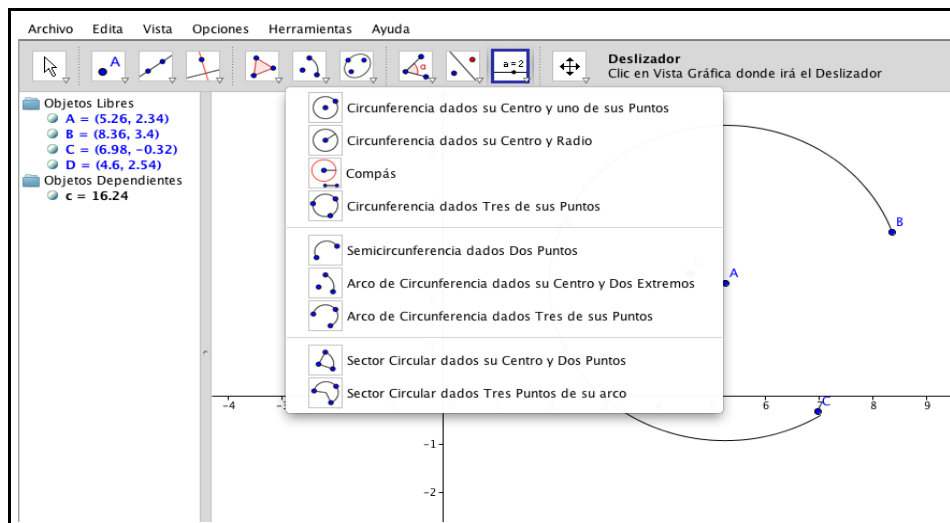 Archivo Edita Vista Opciones Herramientas Ayuda
A
α
a=2
Deslizador
Clic en Vista Gráfica donde irá el Deslizador
Objetos Libres
A = (5.26, 2.34)
B = (8.36, 3.4)
C = (6.98, -0.32)
D = (4.6, 2.54)
Objetos Dependientes
c = 16.24
Circunferencia dados su Centro y uno de sus Puntos
Circunferencia dados su Centro y Radio
Compás
Circunferencia dados Tres de sus Puntos
Semicircunferencia dados Dos Puntos
Arco de Circunferencia dados su Centro y Dos Extremos
Arco de Circunferencia dados Tres de sus Puntos
Sector Circular dados su Centro y Dos Puntos
Sector Circular dados Tres Puntos de su arco
B
A
C
-4 6 7 8 9
-1
-2